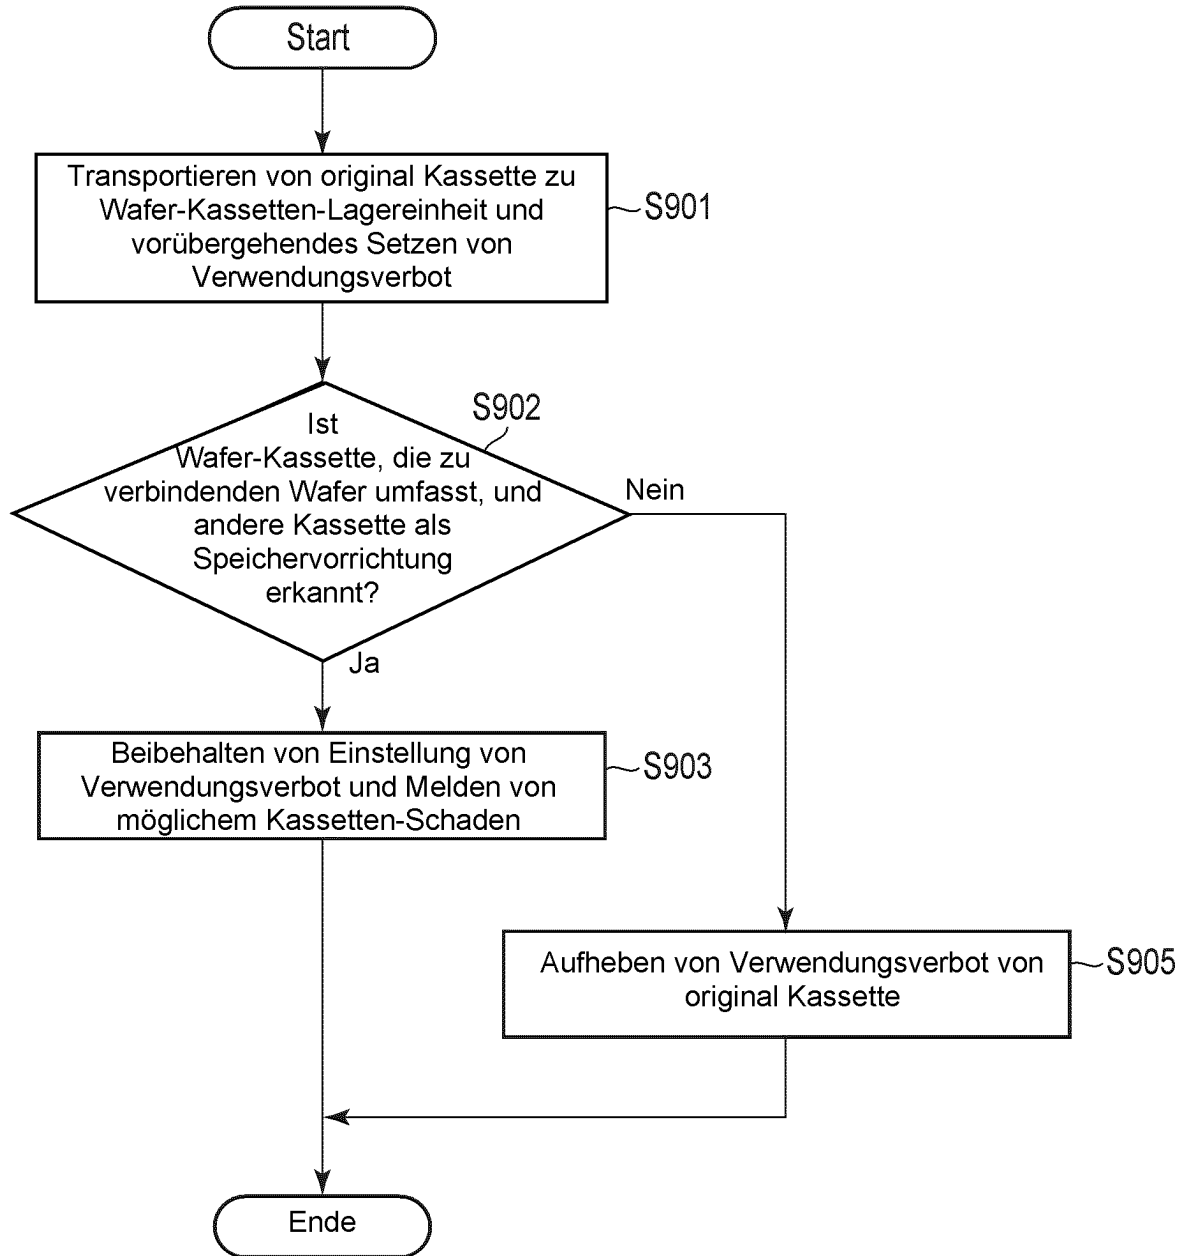 Start
Transportieren von original Kassette zu
Wafer-Kassetten-Lagereinheit und
vorübergehendes Setzen von
Verwendungsverbot
S901
S902
Ist
Wafer-Kassette, die zu
verbindenden Wafer umfasst, und
andere Kassette als
Speichervorrichtung
erkannt?
Nein
Ja
Beibehalten von Einstellung von
Verwendungsverbot und Melden von
möglichem Kassetten-Schaden
S903
Aufheben von Verwendungsverbot von
original Kassette
S905
Ende